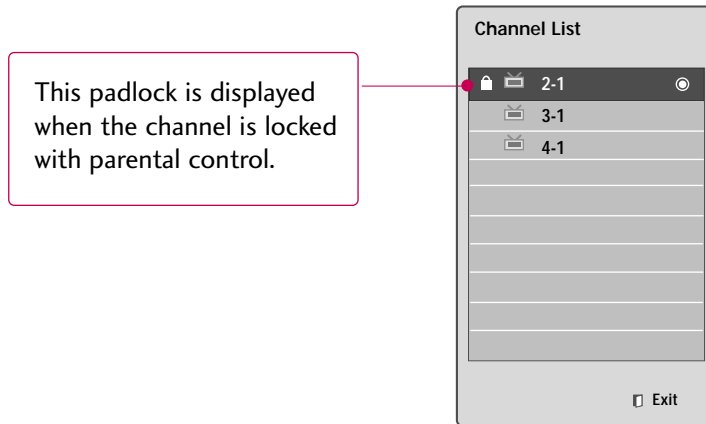 Channel List
This padlock is displayed
when the channel is locked
with parental control.
2-1
3-1
4-1
Exit